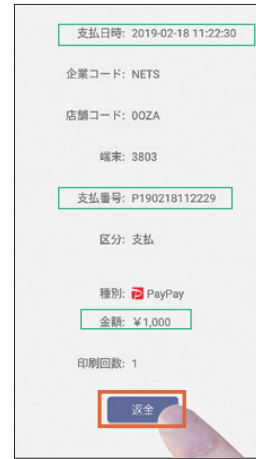 支払日時: 2019-02-18 11:22:30
企業コード: NETS
店舗コード: 00ZA
端末: 3803
支払番号: P190218112229
区分: 支払
種別: PayPay
金額: ¥1,000
印刷回数: 1
返金